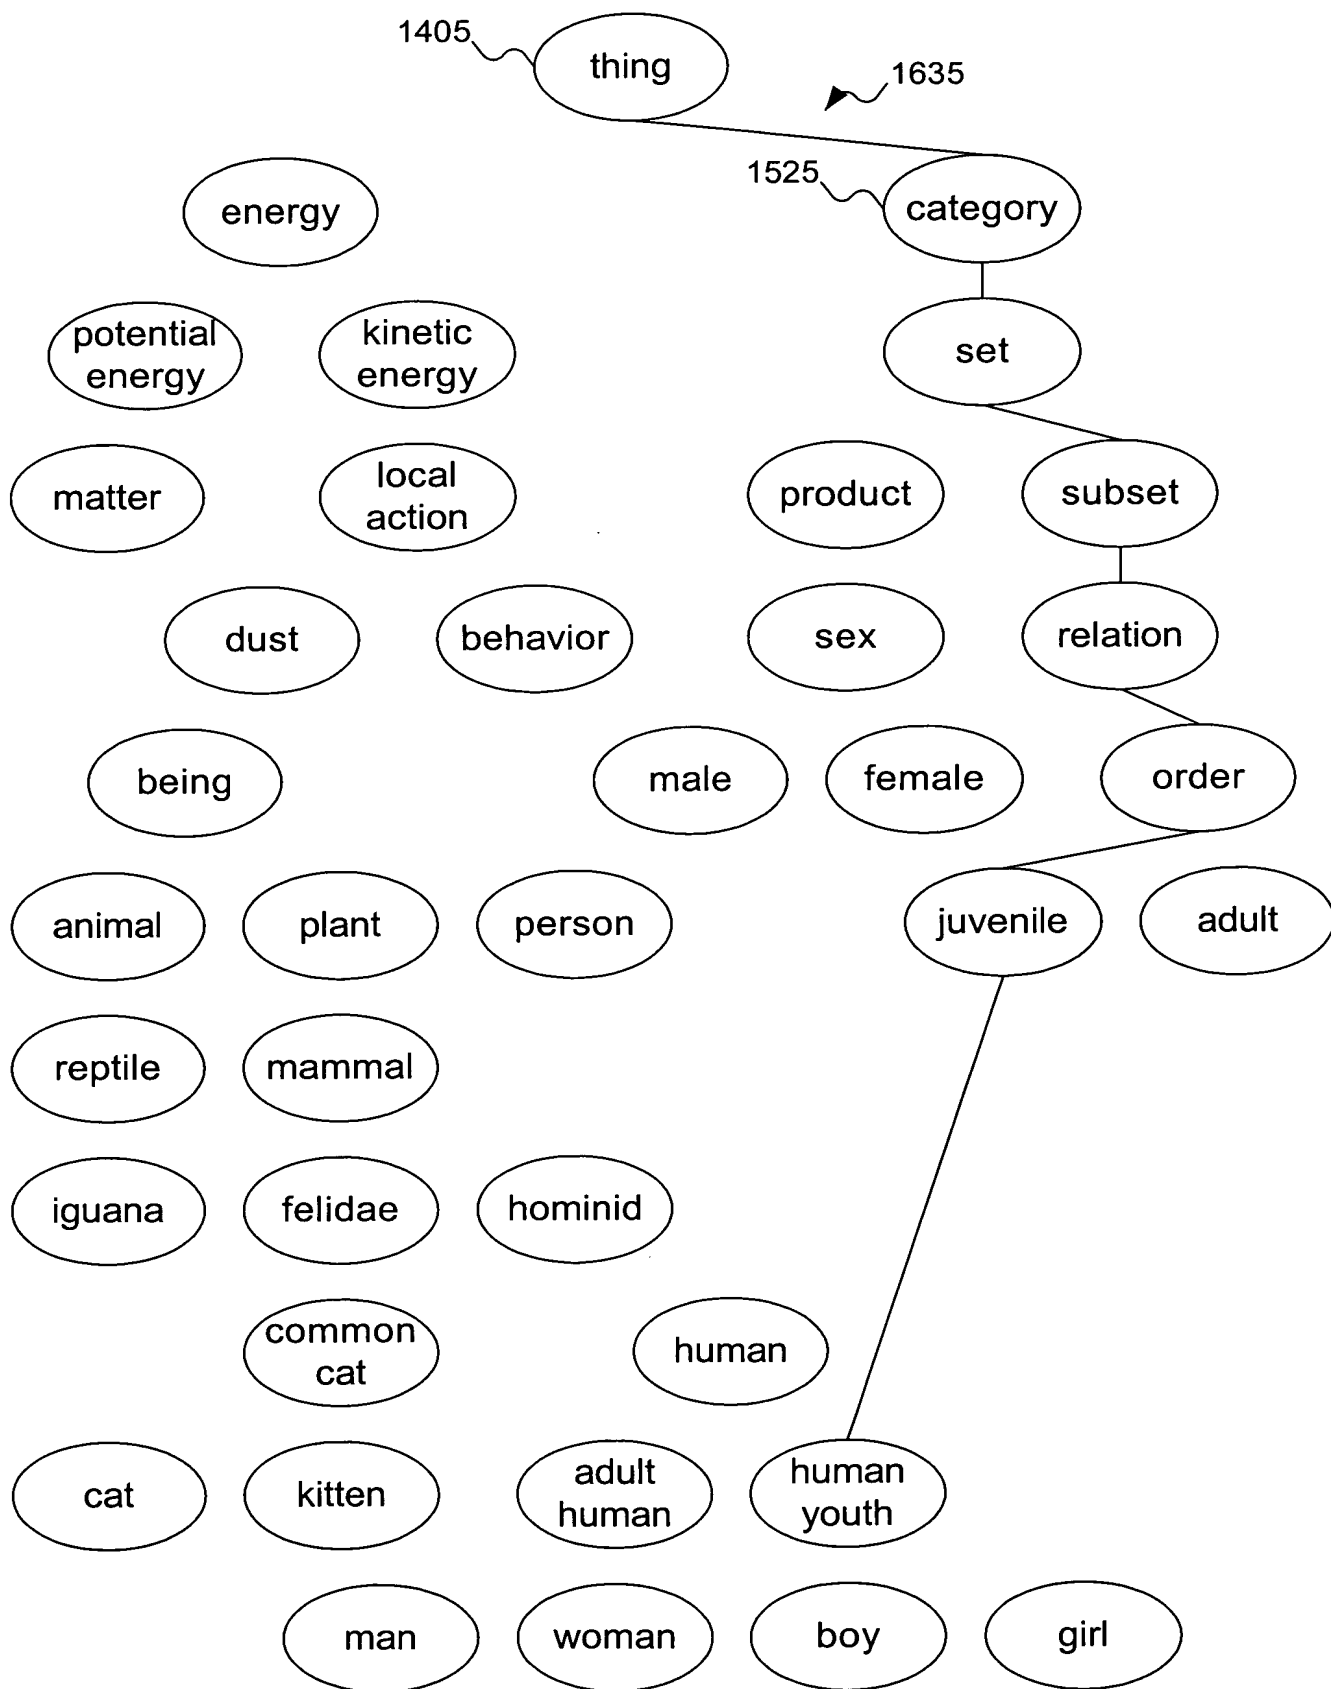 1405
thing
1635
1525
energy
category
potential
energy
kinetic
energy
set
matter
local
action
product
subset
dust
behavior
sex
relation
being
male
female
order
animal
plant
person
juvenile
adult
reptile
mammal
iguana
felidae
hominid
common
cat
human
cat
kitten
adult
human
human
youth
man
woman
boy
girl